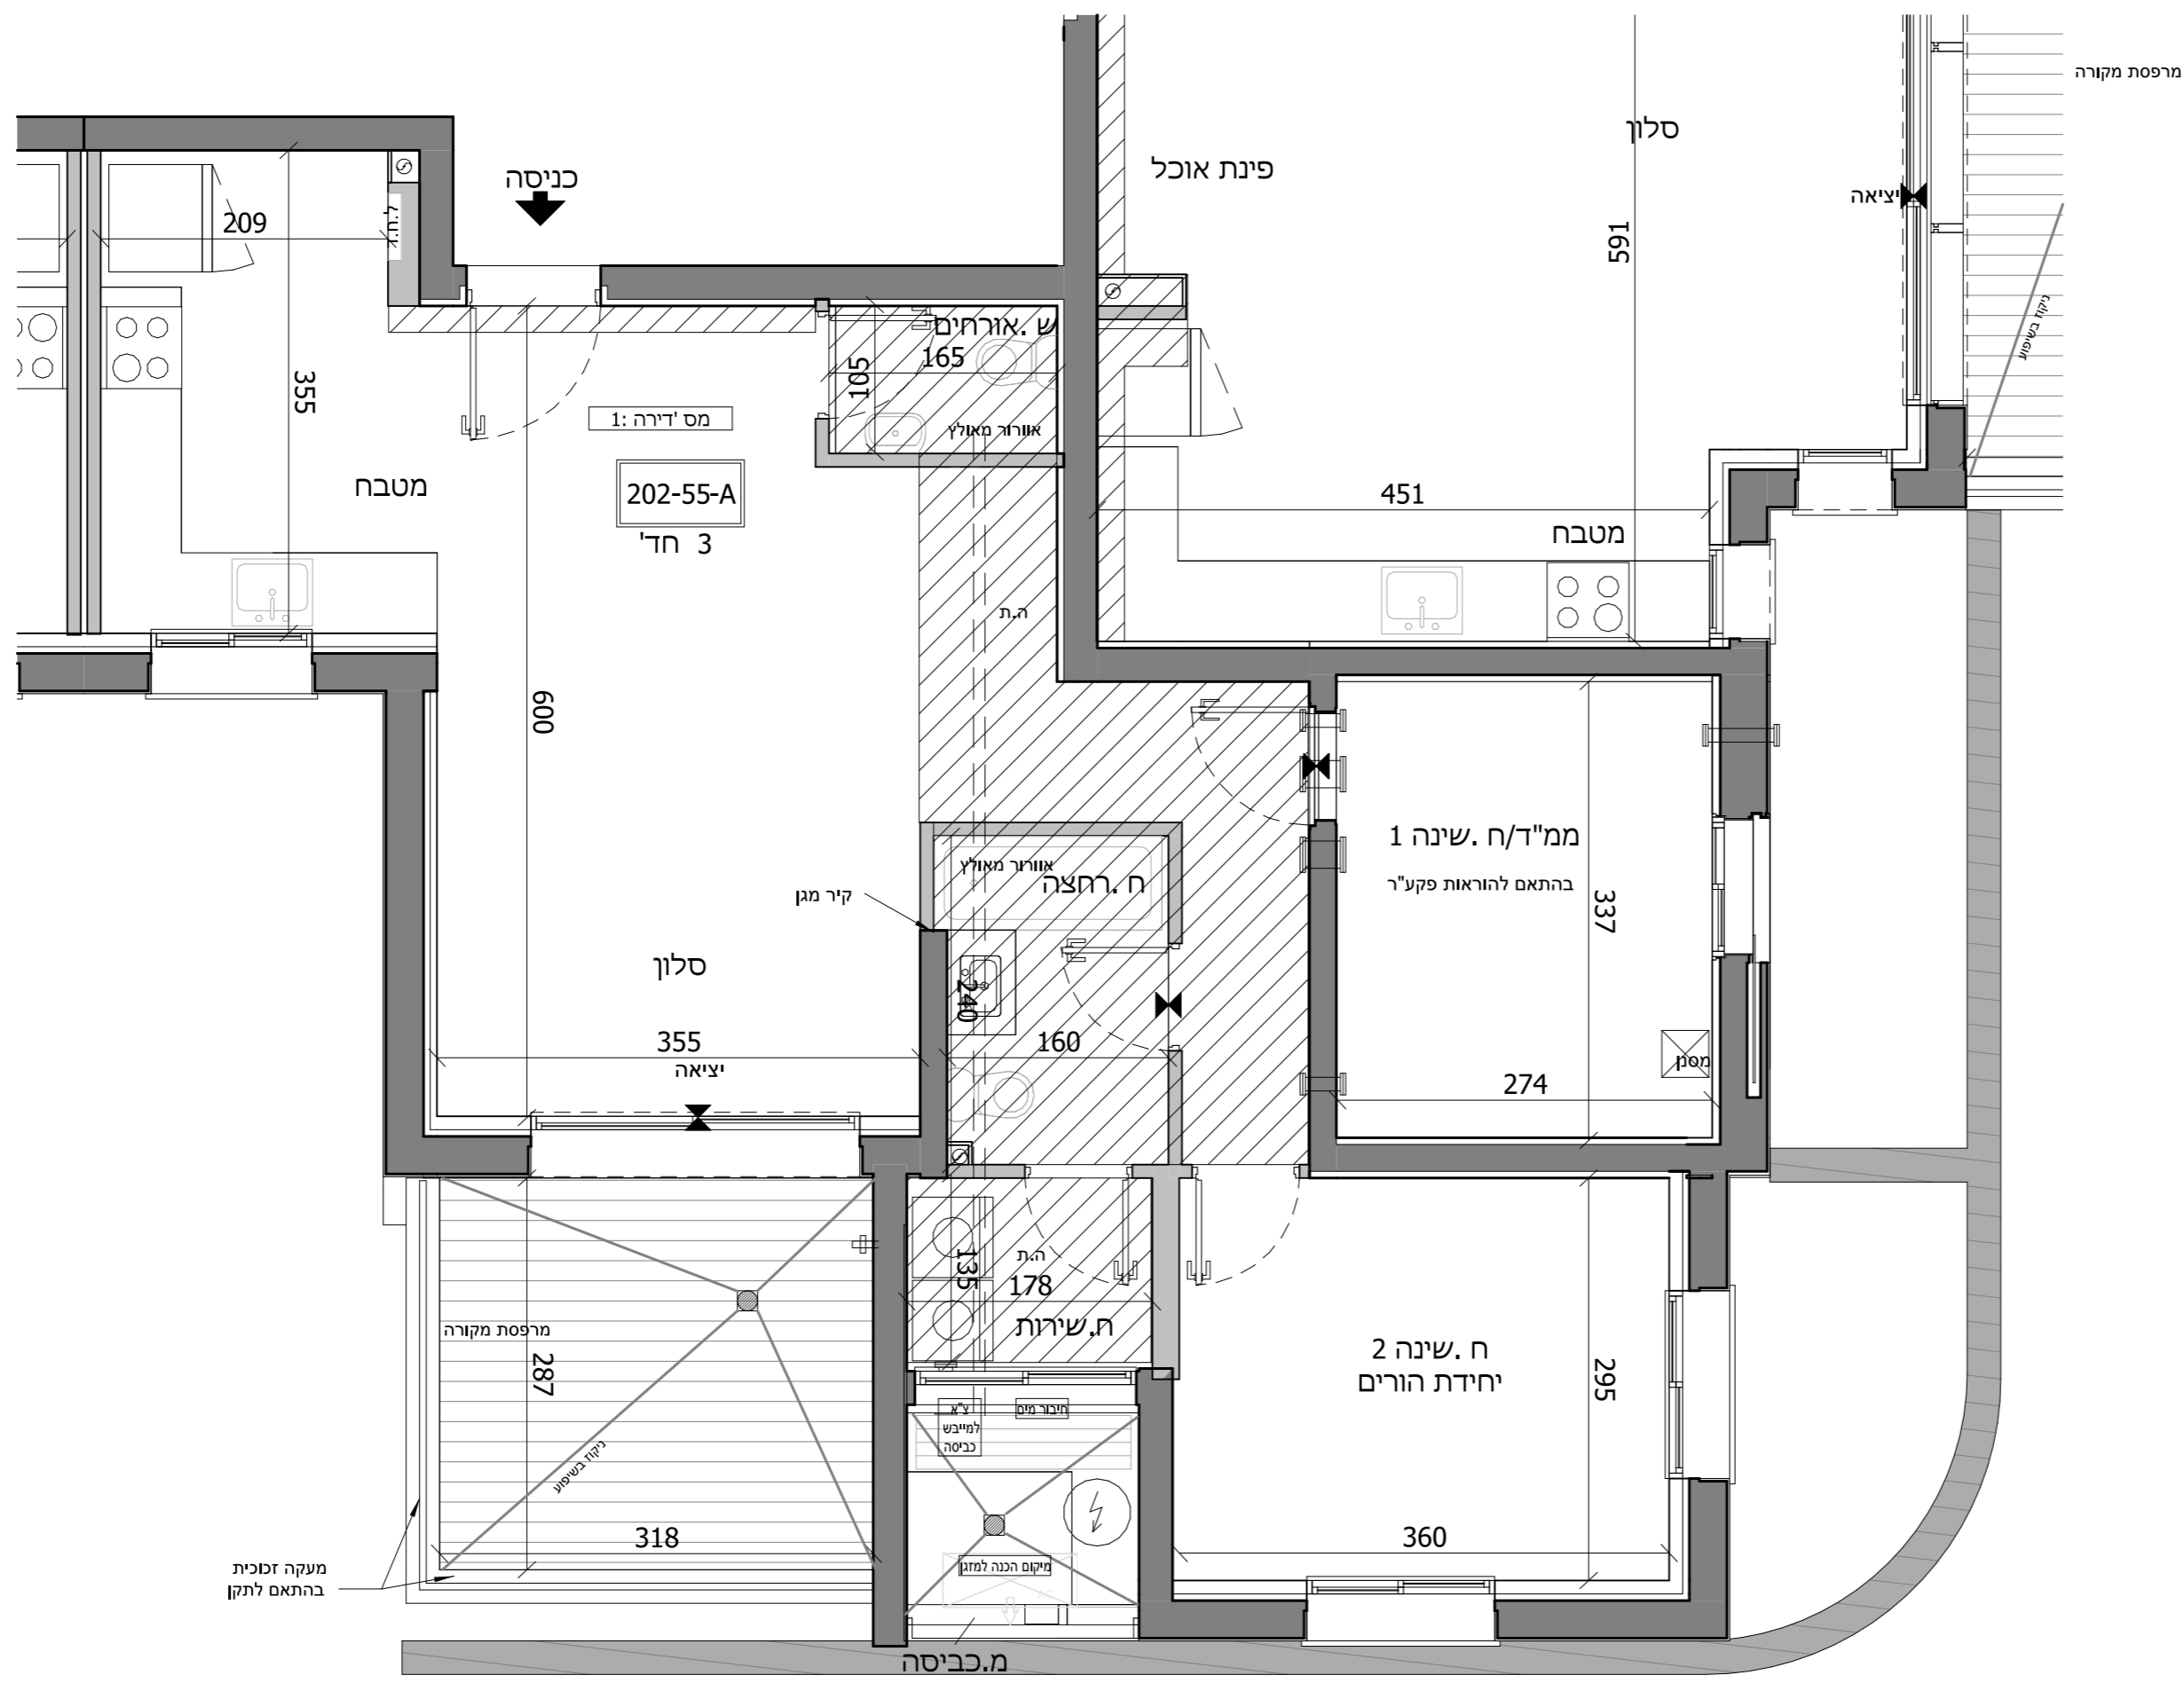 מרפסת מקורה
סלון
פינת אוכל
כניסה
יציאה
209
ל.ח.ד
591
ניקוז בשיפוע
ש .אורחים
165
105
355
מס 'דירה :1
אוורור מאולץ
מטבח
202-55-A
3 חד'
451
מטבח
ה.ת
600
ממ"ד/ח .שינה 1
בהתאם להוראות פקע"ר
337
אוורור מאולץ
ח .רחצה
קיר מגן
סלון
240
355
160
יציאה
מסנן
274
ה.ת
135
178
ח.שירות
מרפסת מקורה
287
ח .שינה 2
יחידת הורים
295
צ"א
למייבש
כביסה
חיבור מים
ניקוז בשיפוע
318
360
מיקום הכנה למזגן
AC
מעקה זכוכית
בהתאם לתקן
מ.כביסה